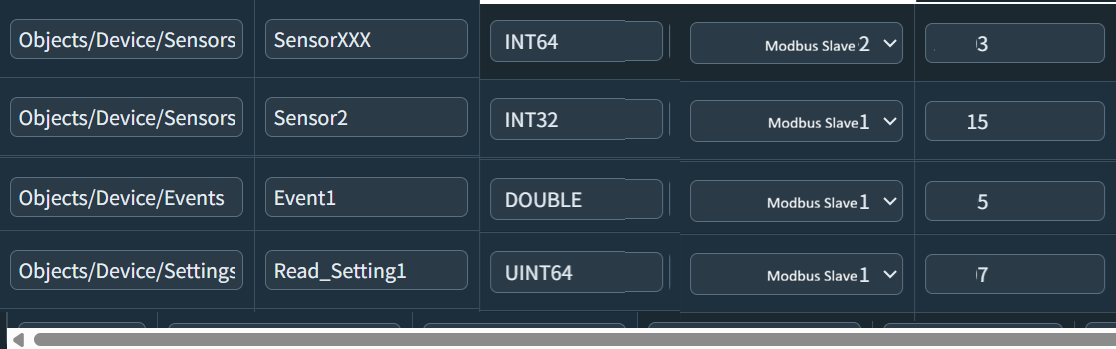 Objects/Device/Sensors SensorXXX INT64 Modbus Slave 2 3
Objects/Device/Sensors Sensor2 INT32 Modbus Slave 1 15
Objects/Device/Events Event1 DOUBLE Modbus Slave 1 5
Objects/Device/Settings Read_Setting1 UINT64 Modbus Slave 1 7